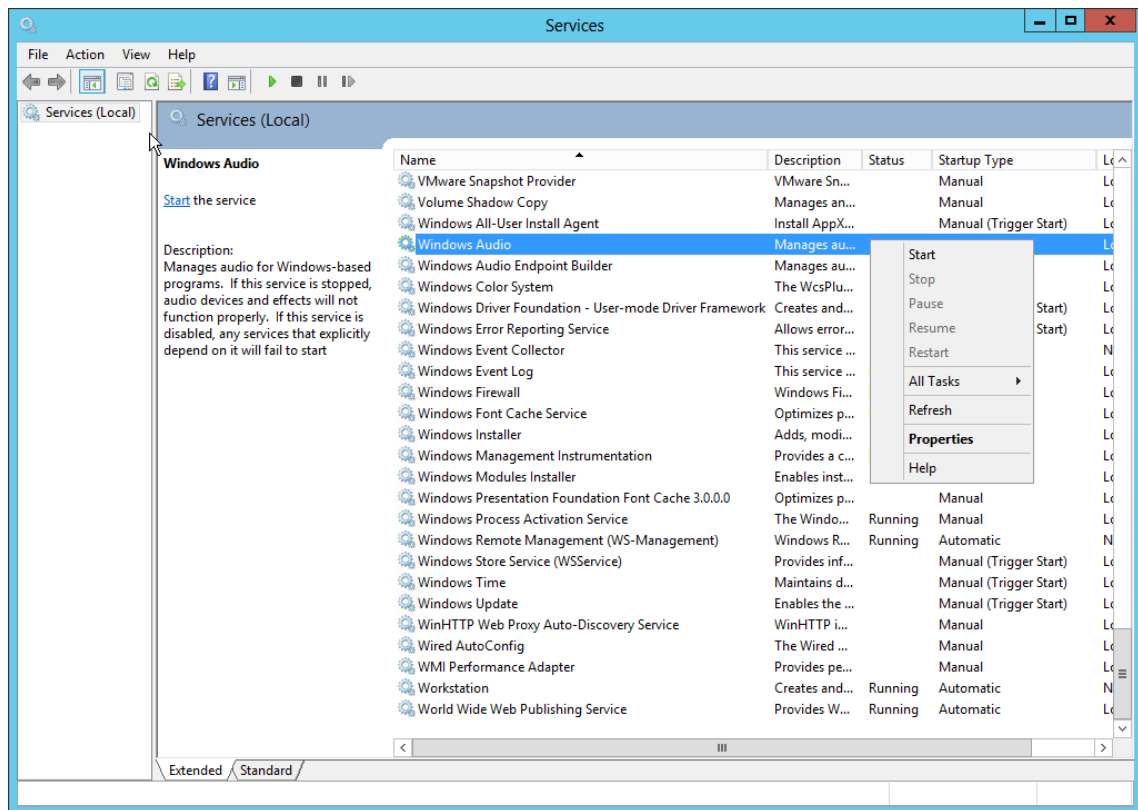 Services
File Action View Help
Services (Local)
Services (Local)
Windows Audio
Start the service
Description:
Manages audio for Windows-based
programs. If this service is stopped,
audio devices and effects will not
function properly. If this service is
disabled, any services that explicitly
depend on it will fail to start
Name Description Status Startup Type
VMware Snapshot Provider VMware Sn... Manual
Volume Shadow Copy Manages an... Manual
Windows All-User Install Agent Install AppX... Manual (Trigger Start)
Windows Audio Manages au...
Windows Audio Endpoint Builder Manages au...
Windows Color System The WcsPlu...
Windows Driver Foundation - User-mode Driver Framework Creates and... Start)
Windows Error Reporting Service Allows error... Start)
Windows Event Collector This service ...
Windows Event Log This service ...
Windows Firewall Windows Fi...
Windows Font Cache Service Optimizes p...
Windows Installer Adds, modi...
Windows Management Instrumentation Provides a c...
Windows Modules Installer Enables inst...
Windows Presentation Foundation Font Cache 3.0.0.0 Optimizes p... Manual
Windows Process Activation Service The Windo... Running Manual
Windows Remote Management (WS-Management) Windows R... Running Automatic
Windows Store Service (WSService) Provides inf... Manual (Trigger Start)
Windows Time Maintains d... Manual (Trigger Start)
Windows Update Enables the ... Manual (Trigger Start)
WinHTTP Web Proxy Auto-Discovery Service WinHTTP i... Manual
Wired AutoConfig The Wired ... Manual
WMI Performance Adapter Provides pe... Manual
Workstation Creates and... Running Automatic
World Wide Web Publishing Service Provides W... Running Automatic
Start
Stop
Pause
Resume
Restart
All Tasks
Refresh
Properties
Help
Extended Standard